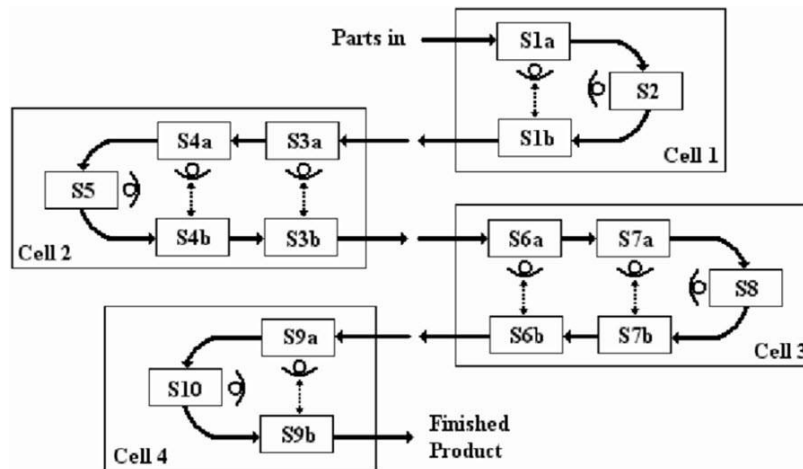 Parts in
S1a
S2
S1b
Cell 1
S4a
S3a
S5
S4b
S3b
Cell 2
S6a
S7a
S8
S6b
S7b
Cell 3
S9a
S10
S9b
Cell 4
Finished
Product